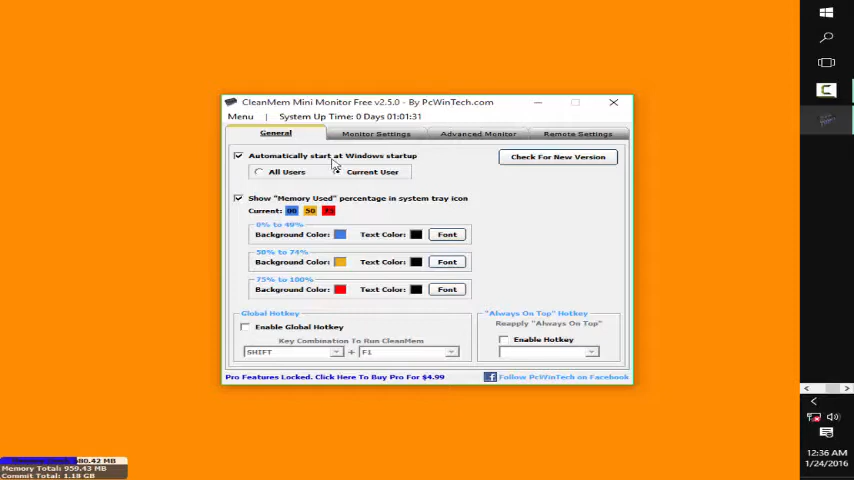 CleanMem Mini Monitor Free v2.5.0 - By PcWinTech.com
Menu | System Up Time: 0 Days 01:01:31
General Monitor Settings Advanced Monitor Remote Settings
Automatically start at Windows startup
Check For New Version
All Users Current User
Show "Memory Used" percentage in system tray icon
Current: 00 50 75
0% to 49%
Background Color: Text Color: Font
50% to 74%
Background Color: Text Color: Font
75% to 100%
Background Color: Text Color: Font
Global Hotkey
Enable Global Hotkey
Key Combination To Run CleanMem
SHIFT + F1
"Always On Top" Hotkey
Reapply "Always On Top"
Enable Hotkey
Pro Features Locked. Click Here To Buy Pro For $4.99
Follow PcWinTech on Facebook
80.42 MB
Memory Total: 959.43 MB
Commit Total: 1.18 GB
12:36 AM
1/24/2016